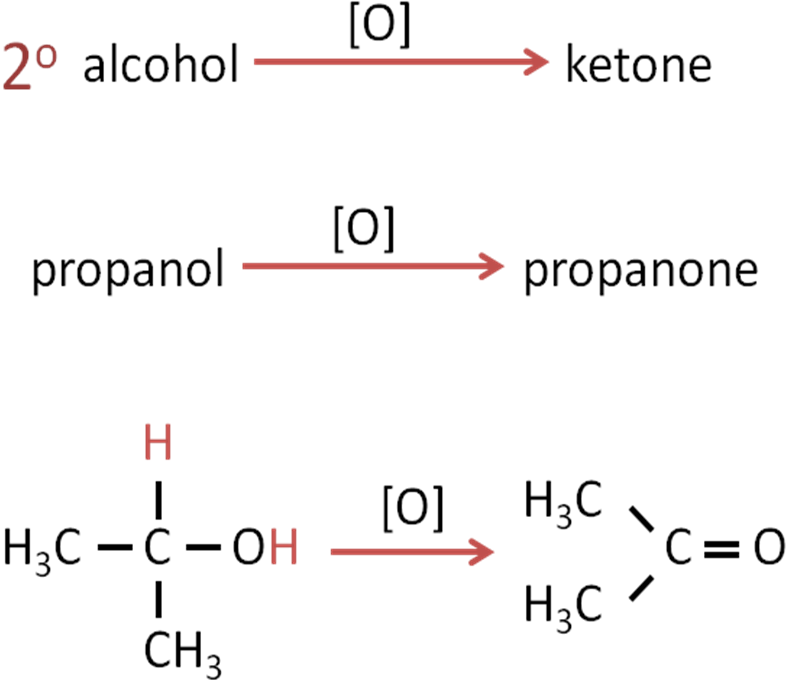 2° alcohol [O] ketone
propanol [O] propanone
H
H₃C – C – OH [O] H₃C C = O
CH₃ H₃C